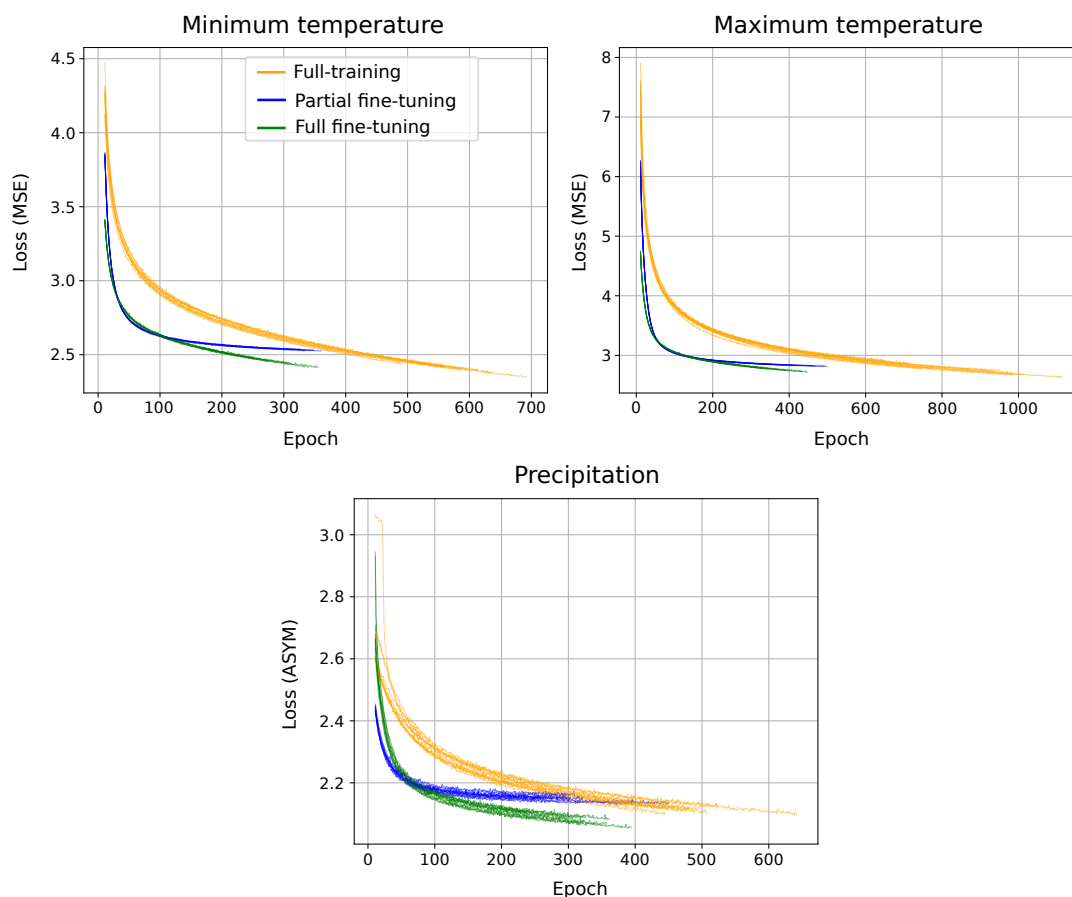 Minimum temperature
Maximum temperature
4.5
4.0
3.5
3.0
2.5
Loss (MSE)
Full-training
Partial fine-tuning
Full fine-tuning
0 100 200 300 400 500 600 700
Epoch
8
7
6
5
4
3
Loss (MSE)
0 200 400 600 800 1000
Epoch
Precipitation
3.0
2.8
2.6
2.4
2.2
Loss (ASYM)
0 100 200 300 400 500 600
Epoch